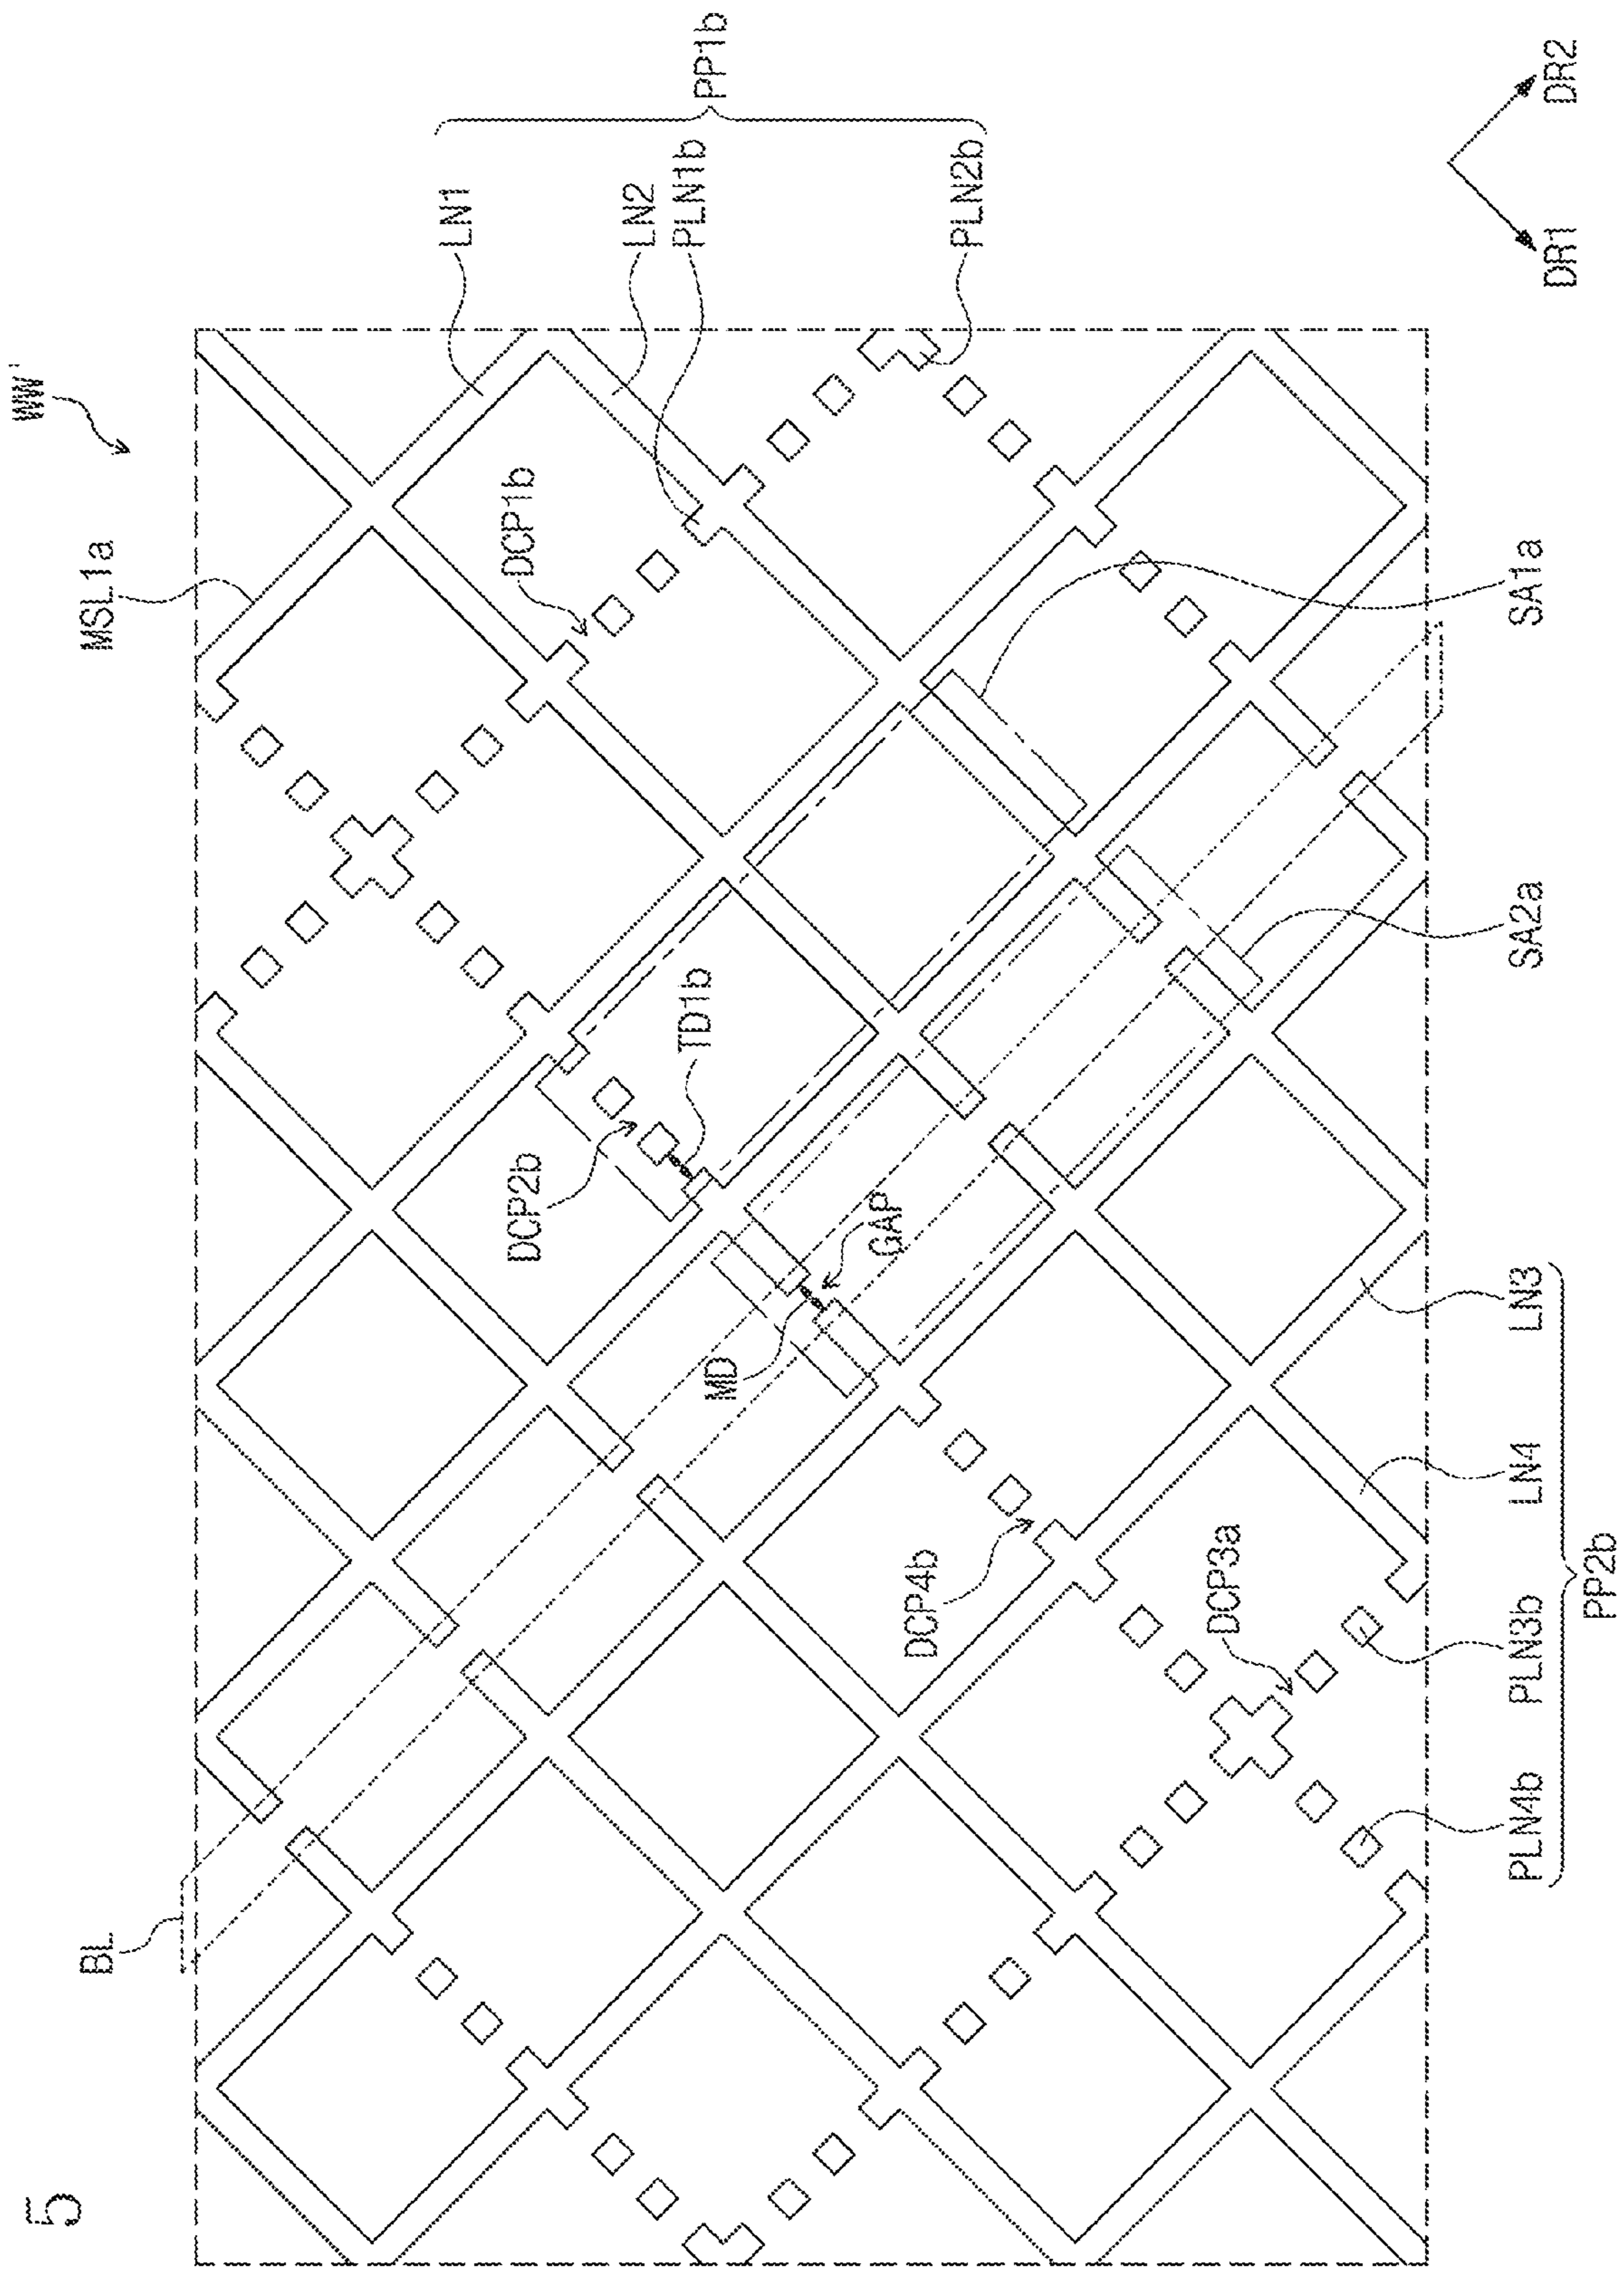 5
WW'
MSL1a
LN1
LN2
PLN1b
PLN2b
PP1b
DCP1b
DCP2b
TD1b
BL
MD
GAP
DCP4b
DCP3a
SA1a
SA2a
LN3
LN4
PLN3b
PLN4b
PP2b
DR1
DR2